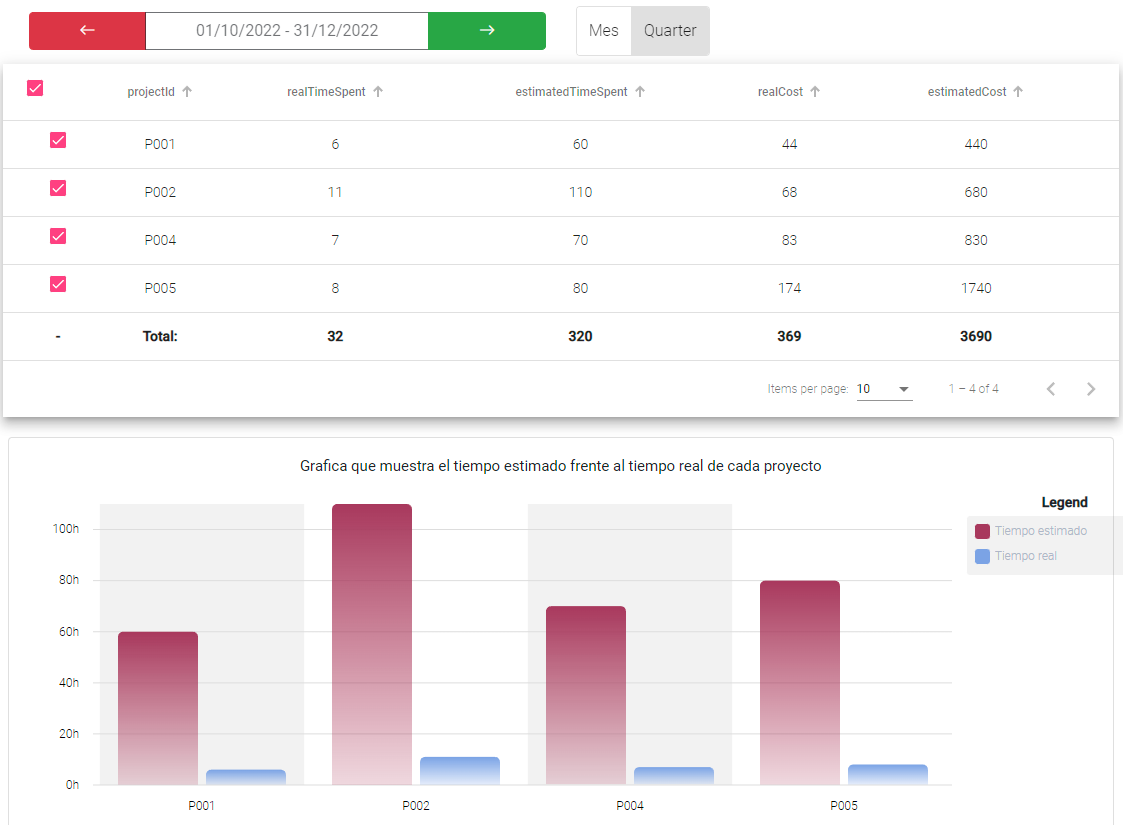 01/10/2022 - 31/12/2022 Mes Quarter
projectId realTimeSpent estimatedTimeSpent realCost estimatedCost
P001 6 60 44 440
P002 11 110 68 680
P004 7 70 83 830
P005 8 80 174 1740
- Total: 32 320 369 3690
Items per page: 10 1 – 4 of 4
Grafica que muestra el tiempo estimado frente al tiempo real de cada proyecto
Legend
Tiempo estimado
Tiempo real
100h
80h
60h
40h
20h
0h
P001 P002 P004 P005